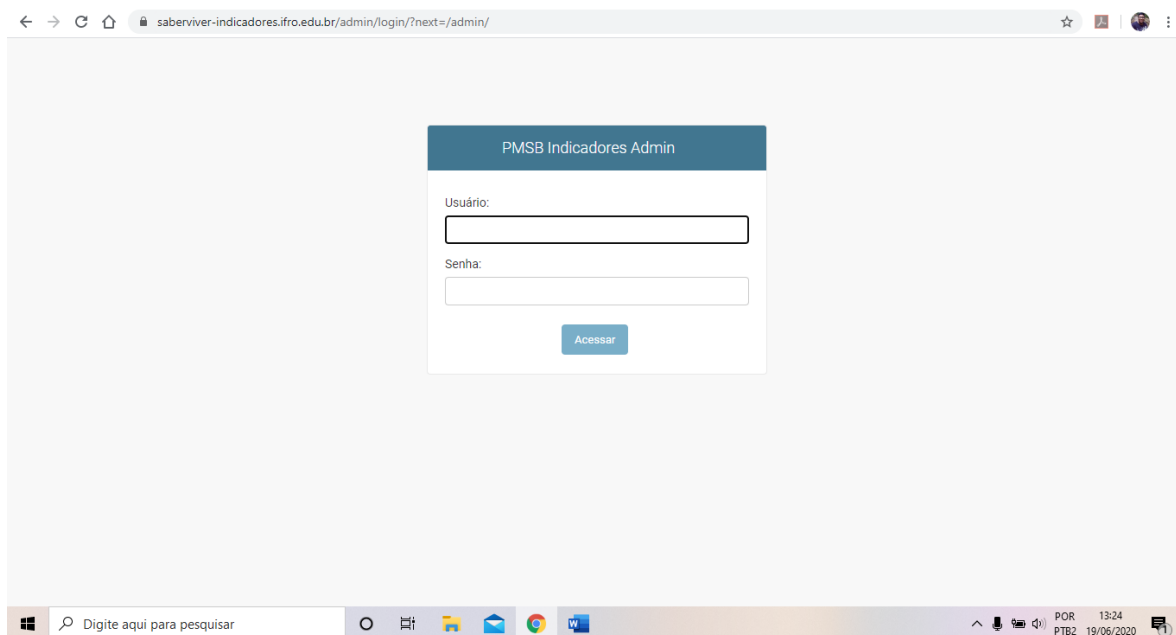 saberviver-indicadores.ifro.edu.br/admin/login/?next=/admin/
PMSB Indicadores Admin
Usuário:
Senha:
Acessar
Digite aqui para pesquisar
POR
PTB2
13:24
19/06/2020
1